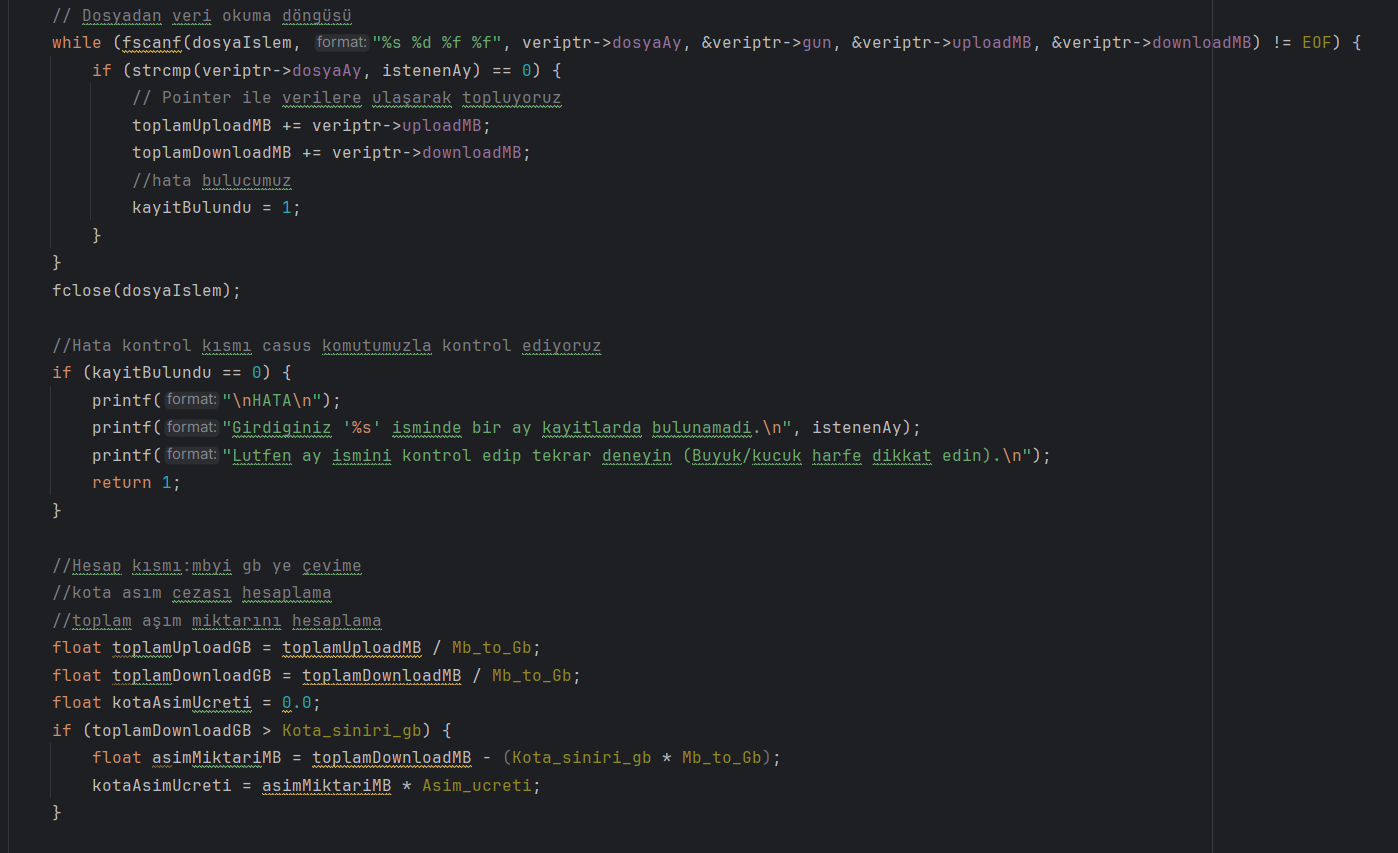 // Dosyadan veri okuma döngüsü
while (fscanf(dosyaIslem, format: "%s %d %f %f", veriptr->dosyaAy, &veriptr->gun, &veriptr->uploadMB, &veriptr->downloadMB) != EOF) {
if (strcmp(veriptr->dosyaAy, istenenAy) == 0) {
// Pointer ile verilere ulaşarak topluyoruz
toplamUploadMB += veriptr->uploadMB;
toplamDownloadMB += veriptr->downloadMB;
//hata bulucumuz
kayitBulundu = 1;
}
}
fclose(dosyaIslem);
//Hata kontrol kısmı casus komutumuzla kontrol ediyoruz
if (kayitBulundu == 0) {
printf( format: "\nHATA\n");
printf( format: "Girdiginiz '%s' isminde bir ay kayitlarda bulunamadi.\n", istenenAy);
printf( format: "Lutfen ay ismini kontrol edip tekrar deneyin (Buyuk/kucuk harfe dikkat edin).\n");
return 1;
}
//Hesap kısmı:mbyi gb ye çevime
//kota asım cezası hesaplama
//toplam aşım miktarını hesaplama
float toplamUploadGB = toplamUploadMB / Mb_to_Gb;
float toplamDownloadGB = toplamDownloadMB / Mb_to_Gb;
float kotaAsimUcreti = 0.0;
if (toplamDownloadGB > Kota_siniri_gb) {
float asimMiktariMB = toplamDownloadMB - (Kota_siniri_gb * Mb_to_Gb);
kotaAsimUcreti = asimMiktariMB * Asim_ucreti;
}